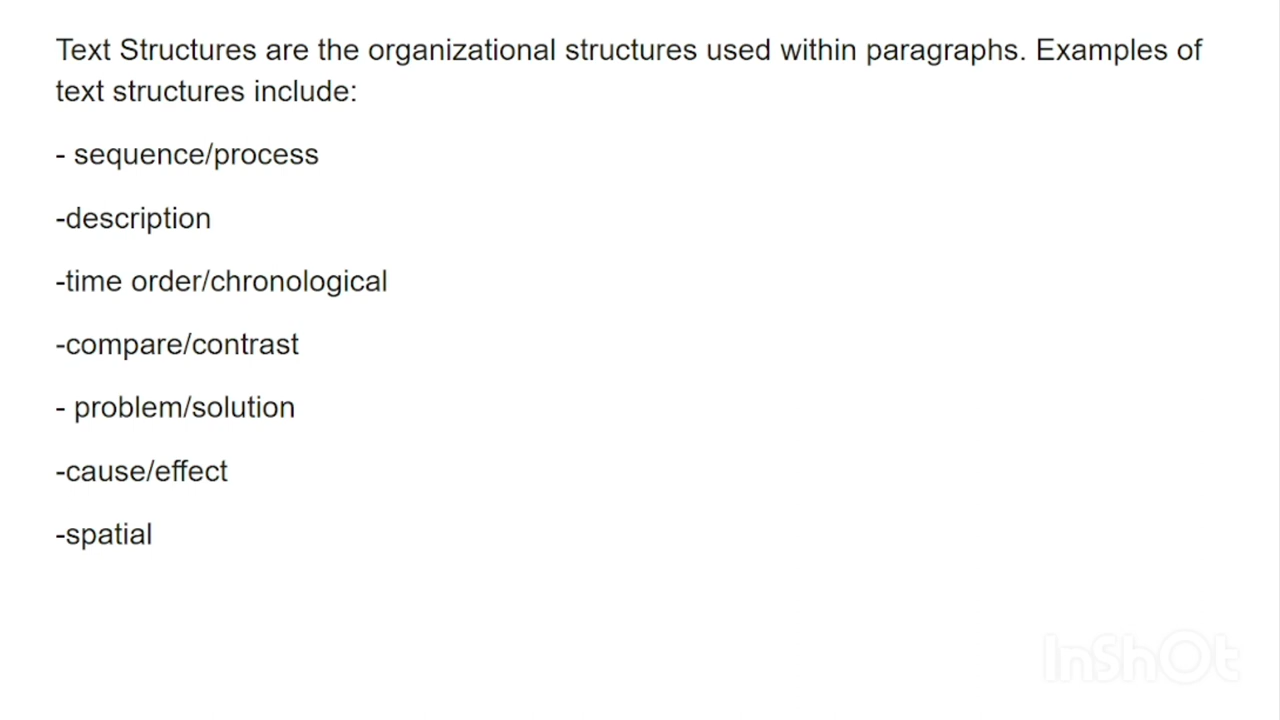 Text Structures are the organizational structures used within paragraphs. Examples of
text structures include:
- sequence/process
-description
-time order/chronological
-compare/contrast
- problem/solution
-cause/effect
-spatial
InShOt